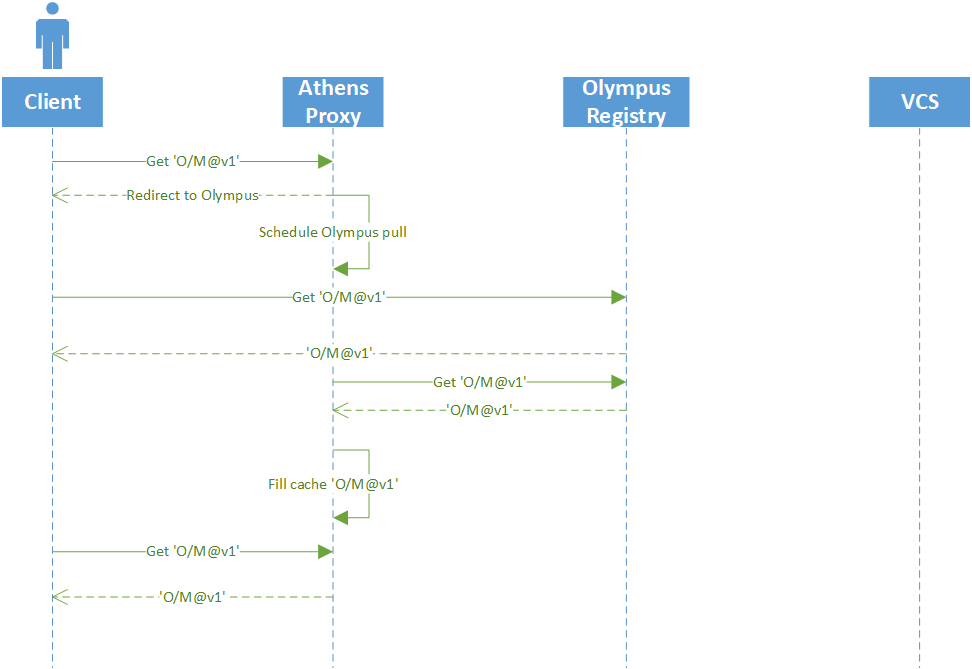 Client
Athens
Proxy
Olympus
Registry
VCS
Get 'O/M@v1'
Redirect to Olympus
Schedule Olympus pull
Get 'O/M@v1'
'O/M@v1'
Get 'O/M@v1'
'O/M@v1'
Fill cache 'O/M@v1'
Get 'O/M@v1'
'O/M@v1'